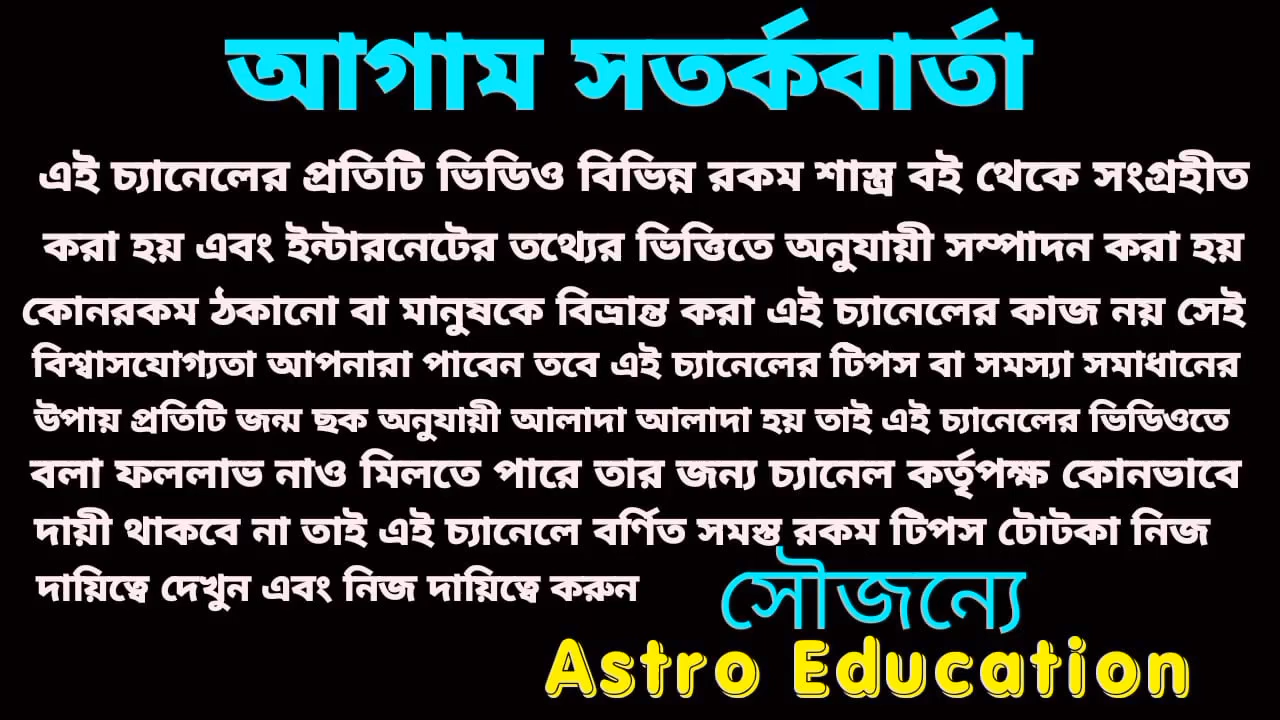 আগাম সতর্কবার্তা
এই চ্যানেলের প্রতিটি ভিডিও বিভিন্ন রকম শাস্ত্র বই থেকে সংগ্রহীত
করা হয় এবং ইন্টারনেটের তথ্যের ভিত্তিতে অনুযায়ী সম্পাদন করা হয়
কোনরকম ঠকানো বা মানুষকে বিভ্রান্ত করা এই চ্যানেলের কাজ নয় সেই
বিশ্বাসযোগ্যতা আপনারা পাবেন তবে এই চ্যানেলের টিপস বা সমস্যা সমাধানের
উপায় প্রতিটি জন্ম ছক অনুযায়ী আলাদা আলাদা হয় তাই এই চ্যানেলের ভিডিওতে
বলা ফললাভ নাও মিলতে পারে তার জন্য চ্যানেল কর্তৃপক্ষ কোনভাবে
দায়ী থাকবে না তাই এই চ্যানেলে বর্ণিত সমস্ত রকম টিপস টোটকা নিজ
দায়িত্বে দেখুন এবং নিজ দায়িত্বে করুন
সৌজন্যে
Astro Education